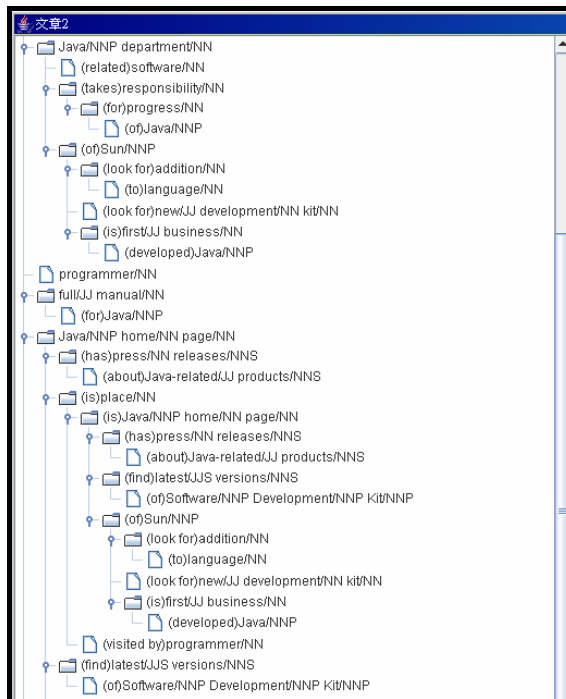 文章2
Java/NNP department/NN
(related)software/NN
(takes)responsibility/NN
(for)progress/NN
(of)Java/NNP
(of)Sun/NNP
(look for)addition/NN
(to)language/NN
(look for)new/JJ development/NN kit/NN
(is)first/JJ business/NN
(developed)Java/NNP
programmer/NN
full/JJ manual/NN
(for)Java/NNP
Java/NNP home/NN page/NN
(has)press/NN releases/NNS
(about)Java-related/JJ products/NNS
(is)place/NN
(is)Java/NNP home/NN page/NN
(has)press/NN releases/NNS
(about)Java-related/JJ products/NNS
(find)latest/JJS versions/NNS
(of)Software/NNP Development/NNP Kit/NNP
(of)Sun/NNP
(look for)addition/NN
(to)language/NN
(look for)new/JJ development/NN kit/NN
(is)first/JJ business/NN
(developed)Java/NNP
(visited by)programmer/NN
(find)latest/JJS versions/NNS
(of)Software/NNP Development/NNP Kit/NNP